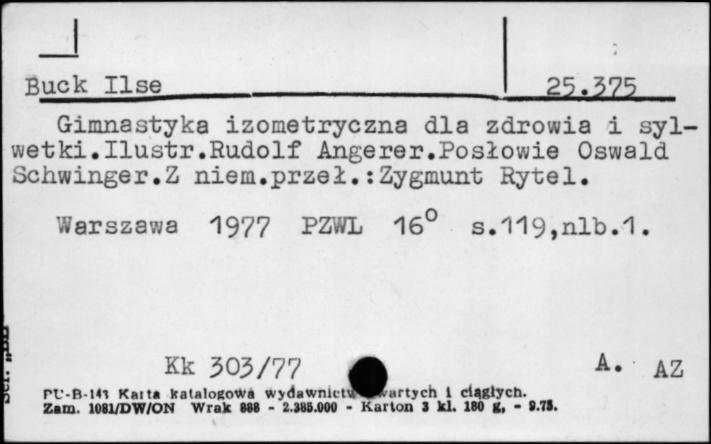 Buck Ilse 25.375
Gimnastyka izometryczna dla zdrowia i syl-
wetki.Ilustr.Rudolf Angerer.Posłowie Oswald
Schwinger.Z niem.przeł.:Zygmunt Rytel.
Warszawa 1977 PZWL 16° s.119,nlb.1.
Kk 303/77 A. AZ
PU-B-141 Karta katalogowa wydawnictw zwartych i ciągłych.
Zam. 1081/DW/ON Wrak 888 - 2.385.000 - Karton 3 kl. 180 g. - 9.75.